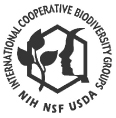 INTERNATIONAL COOPERATIVE BIODIVERSITY GROUPS
NIH NSF USDA